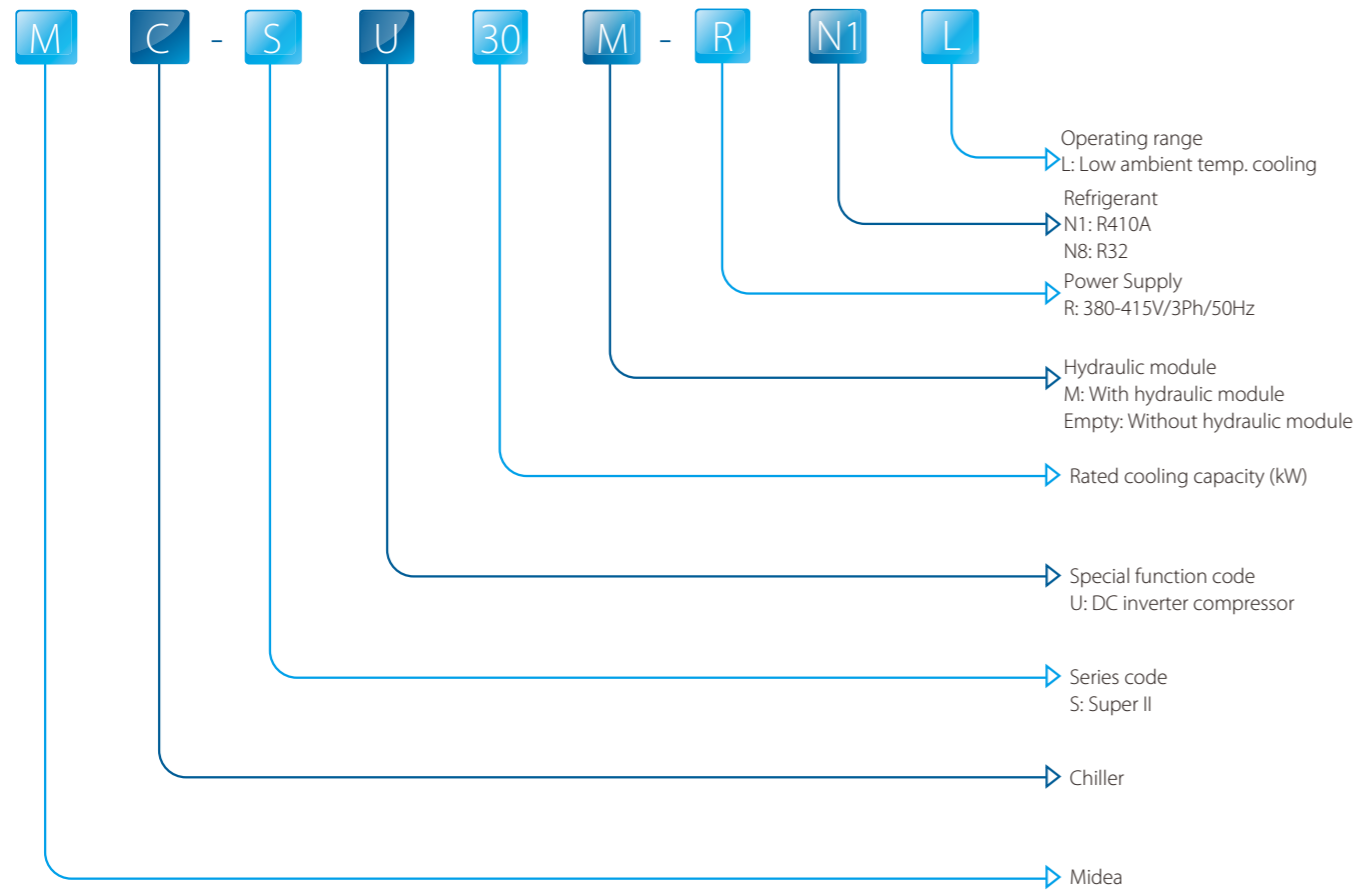 M C - S U 30 M - R N1 L
Operating range
L: Low ambient temp. cooling
Refrigerant
N1: R410A
N8: R32
Power Supply
R: 380-415V/3Ph/50Hz
Hydraulic module
M: With hydraulic module
Empty: Without hydraulic module
Rated cooling capacity (kW)
Special function code
U: DC inverter compressor
Series code
S: Super II
Chiller
Midea